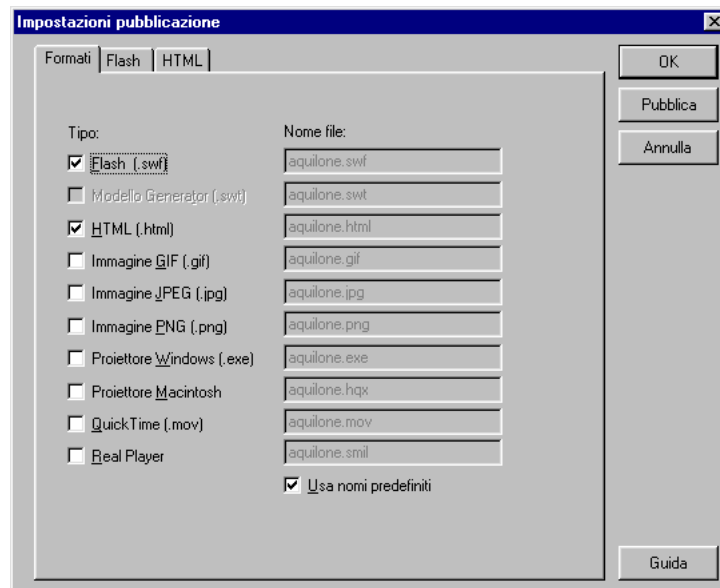 Impostazioni pubblicazione
Formati Flash HTML
OK
Pubblica
Annulla
Tipo: Nome file:
Flash (.swf) aquilone.swf
Modello Generator (.swt) aquilone.swt
HTML (.html) aquilone.html
Immagine GIF (.gif) aquilone.gif
Immagine JPEG (.jpg) aquilone.jpg
Immagine PNG (.png) aquilone.png
Proiettore Windows (.exe) aquilone.exe
Proiettore Macintosh aquilone.hqx
QuickTime (.mov) aquilone.mov
Real Player aquilone.smil
Usa nomi predefiniti
Guida